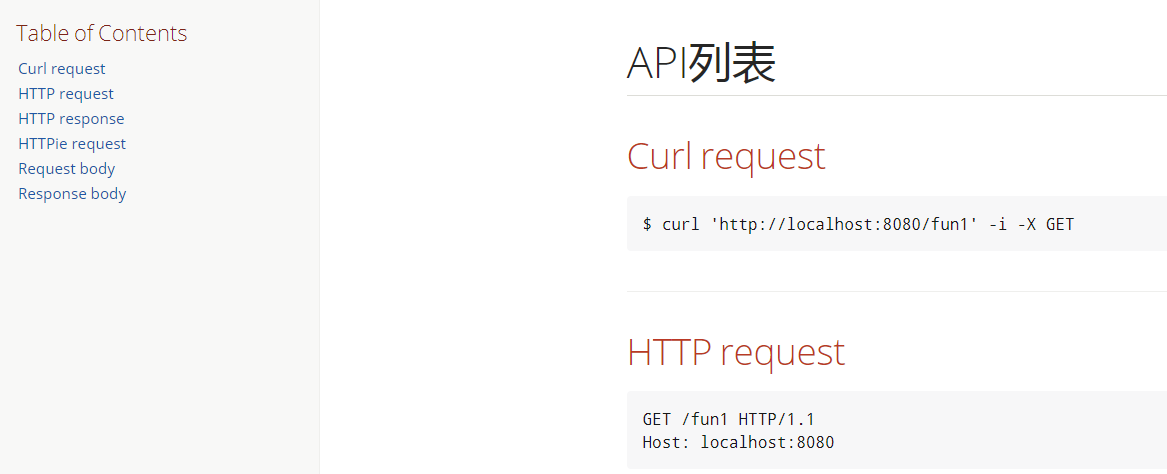 Table of Contents
Curl request
HTTP request
HTTP response
HTTPie request
Request body
Response body
API列表
Curl request
$ curl 'http://localhost:8080/fun1' -i -X GET
HTTP request
GET /fun1 HTTP/1.1
Host: localhost:8080